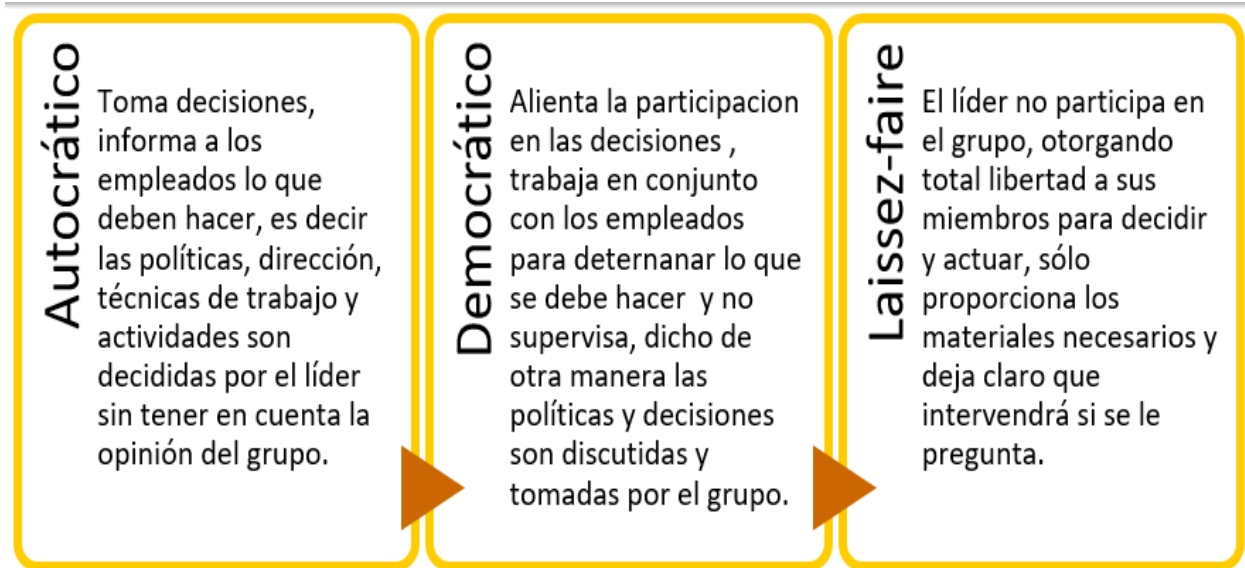 Autocrático
Toma decisiones,
informa a los
empleados lo que
deben hacer, es decir
las políticas, dirección,
técnicas de trabajo y
actividades son
decididas por el líder
sin tener en cuenta la
opinión del grupo.
Democrático
Alienta la participacion
en las decisiones ,
trabaja en conjunto
con los empleados
para deternanar lo que
se debe hacer  y no
supervisa, dicho de
otra manera las
políticas y decisiones
son discutidas y
tomadas por el grupo.
Laissez-faire
El líder no participa en
el grupo, otorgando
total libertad a sus
miembros para decidir
y actuar, sólo
proporciona los
materiales necesarios y
deja claro que
intervendrá si se le
pregunta.